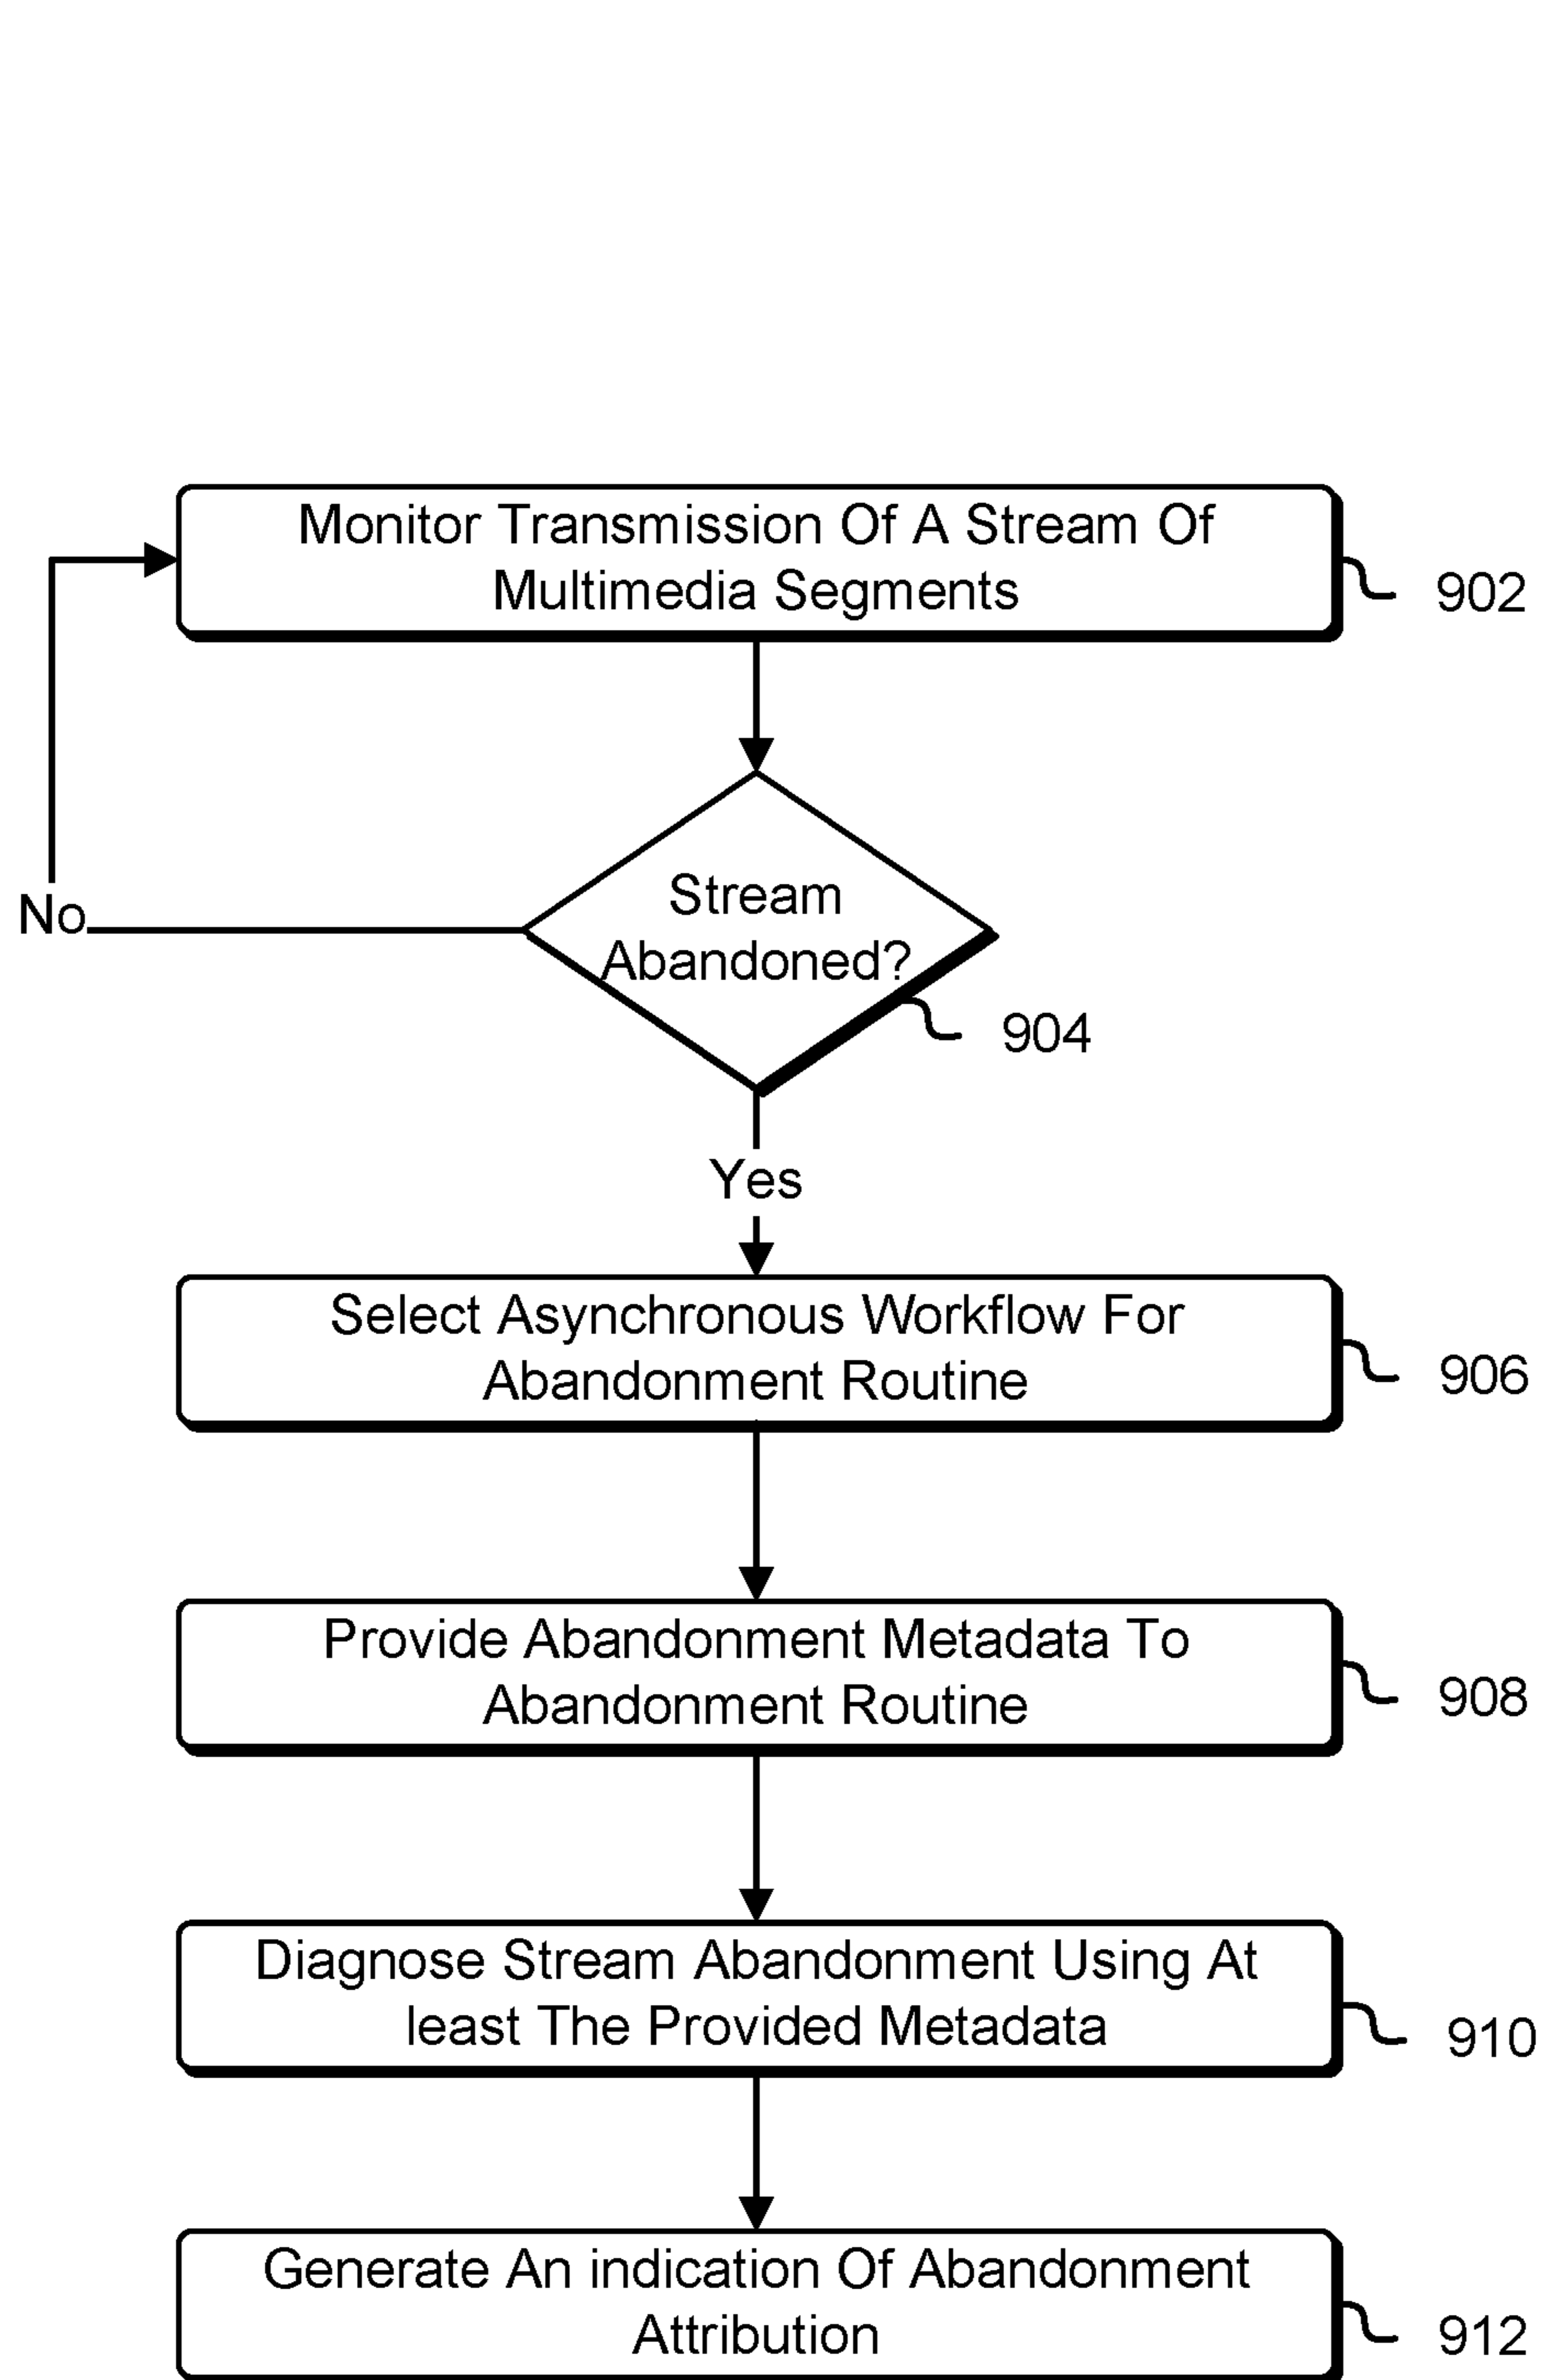 Monitor Transmission Of A Stream Of
Multimedia Segments
902
Stream
Abandoned?
No
904
Yes
Select Asynchronous Workflow For
Abandonment Routine
906
Provide Abandonment Metadata To
Abandonment Routine
908
Diagnose Stream Abandonment Using At
least The Provided Metadata
910
Generate An indication Of Abandonment
Attribution
912